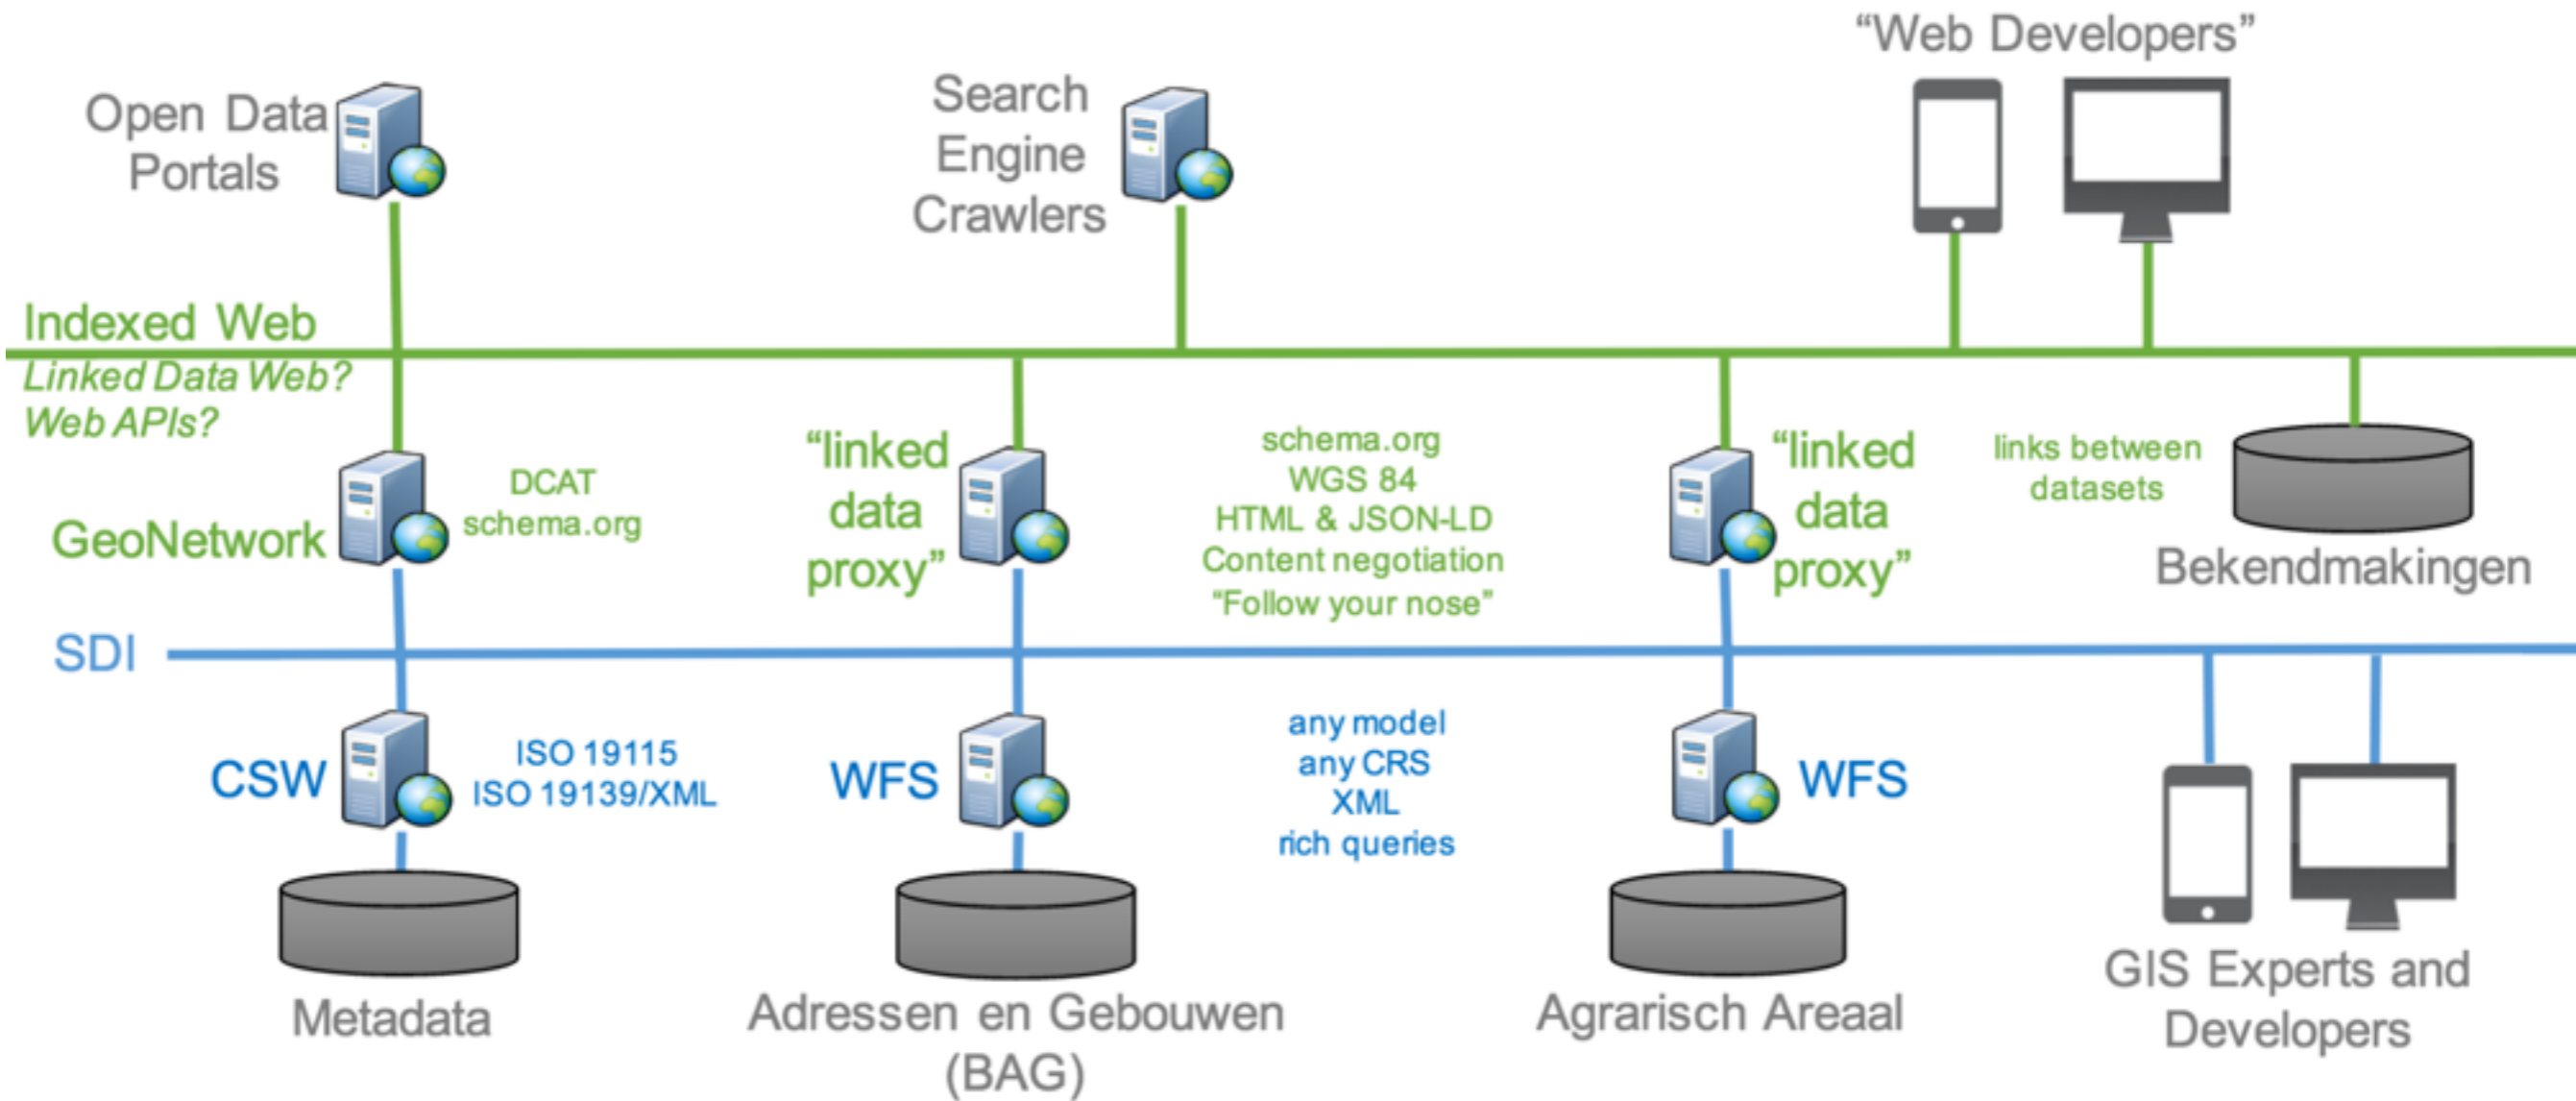 “Web Developers”
Open Data
Portals
Search
Engine
Crawlers
Indexed Web
Linked Data Web?
Web APIs?
GeoNetwork
DCAT
schema.org
“linked
data
proxy”
schema.org
WGS 84
HTML & JSON-LD
Content negotiation
“Follow your nose”
“linked
data
proxy”
links between
datasets
Bekendmakingen
SDI
CSW
ISO 19115
ISO 19139/XML
WFS
any model
any CRS
XML
rich queries
WFS
Metadata
Adressen en Gebouwen
(BAG)
Agrarisch Areaal
GIS Experts and
Developers